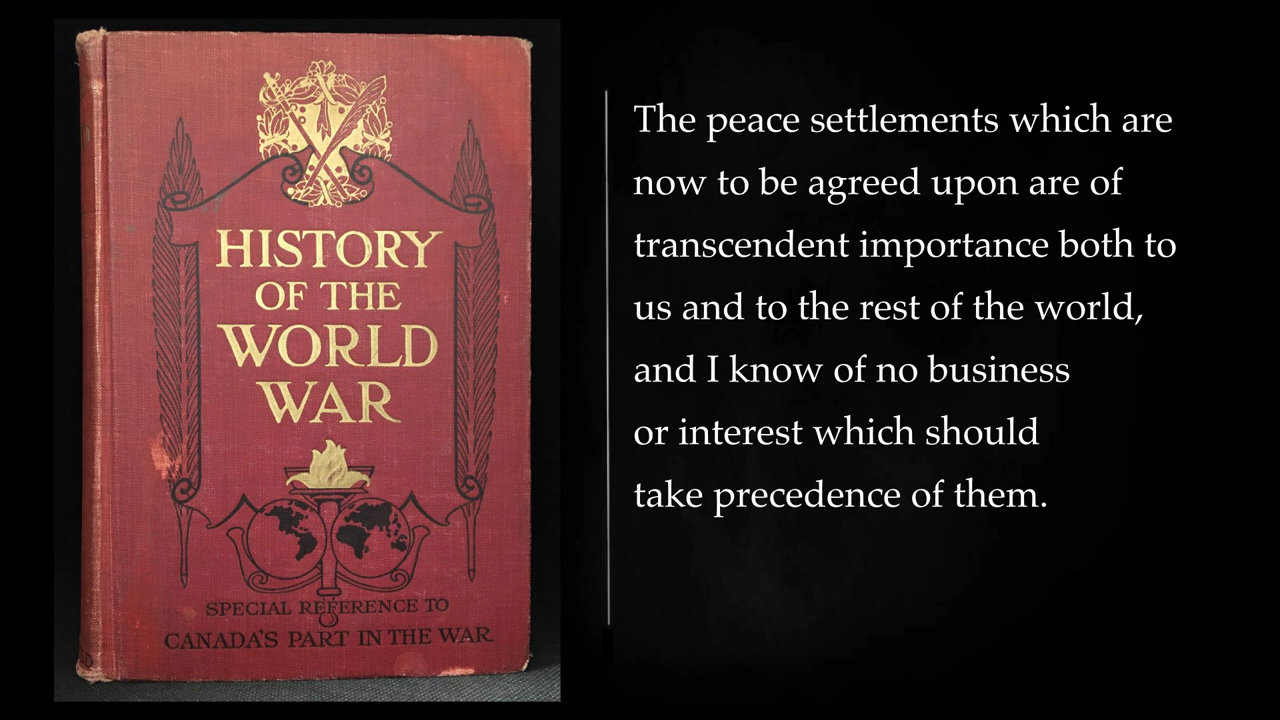 HISTORY
OF THE
WORLD
WAR
SPECIAL REFERENCE TO
CANADA'S PART IN THE WAR
The peace settlements which are
now to be agreed upon are of
transcendent importance both to
us and to the rest of the world,
and I know of no business
or interest which should
take precedence of them.